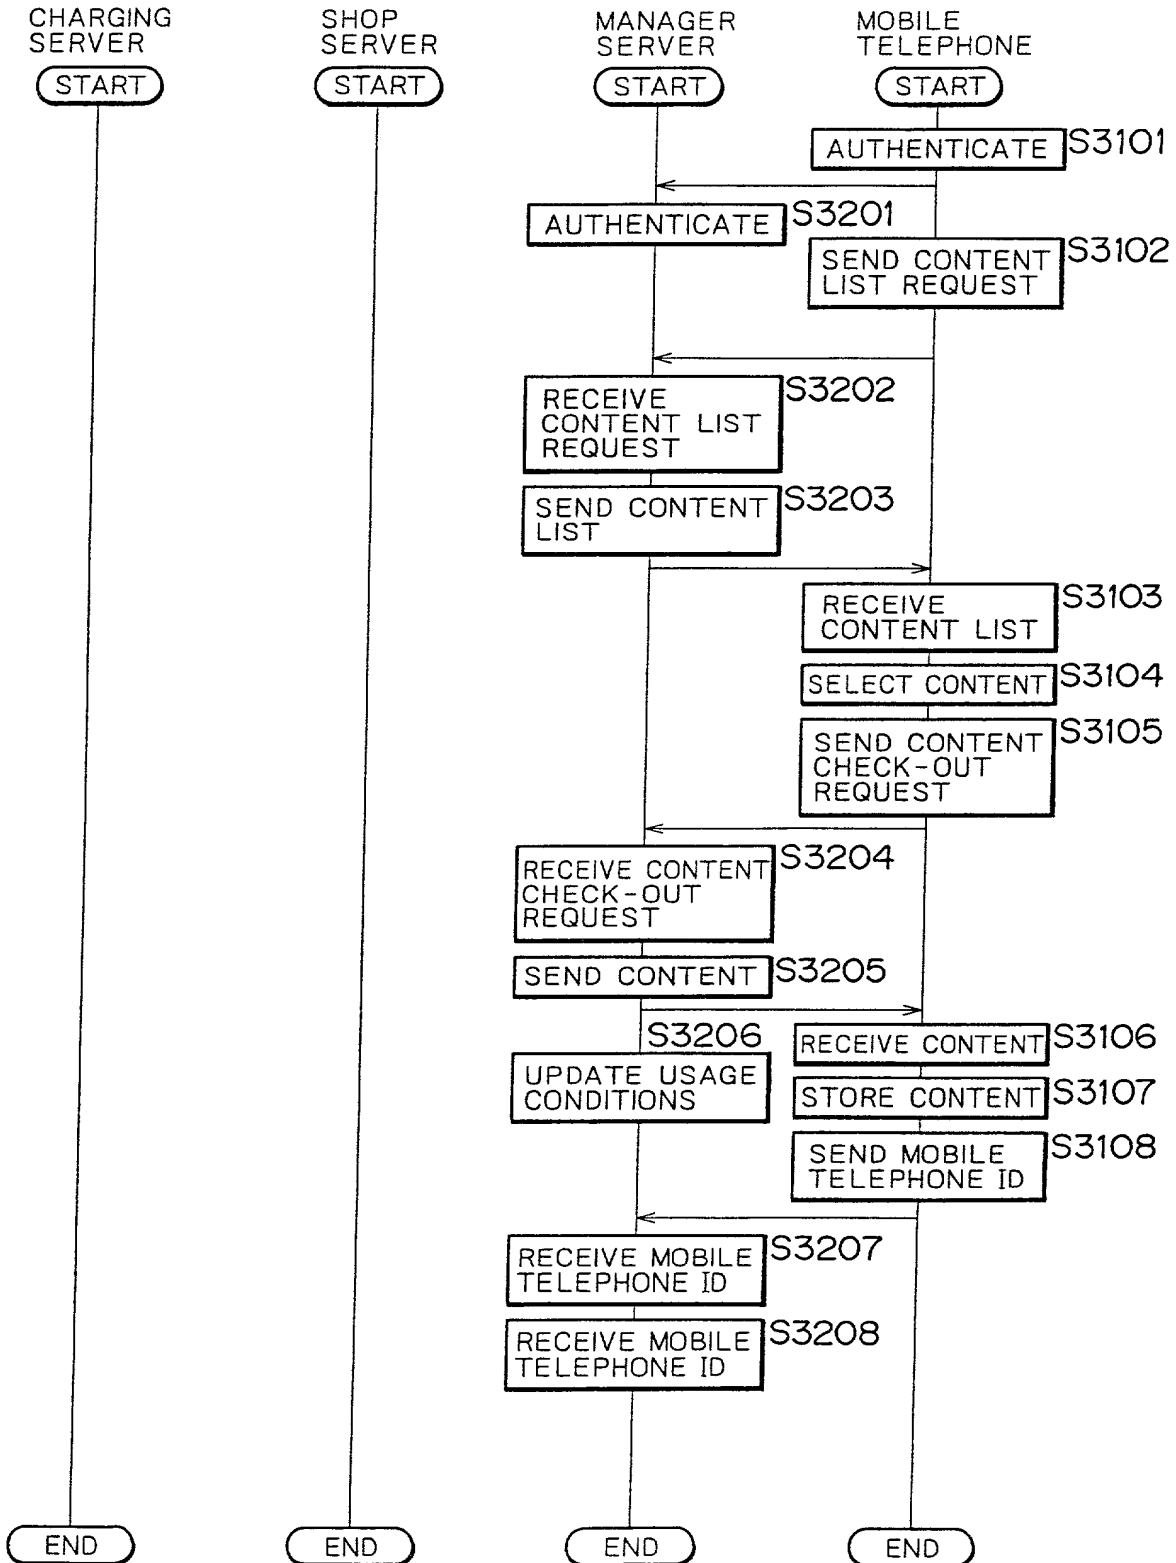 CHARGING
SERVER
SHOP
SERVER
MANAGER
SERVER
MOBILE
TELEPHONE
START
START
START
START
AUTHENTICATE
S3101
AUTHENTICATE
S3201
SEND CONTENT
LIST REQUEST
S3102
RECEIVE
CONTENT LIST
REQUEST
S3202
SEND CONTENT
LIST
S3203
RECEIVE
CONTENT LIST
S3103
SELECT CONTENT
S3104
SEND CONTENT
CHECK-OUT
REQUEST
S3105
RECEIVE CONTENT
CHECK-OUT
REQUEST
S3204
SEND CONTENT
S3205
S3206
UPDATE USAGE
CONDITIONS
RECEIVE CONTENT
S3106
STORE CONTENT
S3107
SEND MOBILE
TELEPHONE ID
S3108
RECEIVE MOBILE
TELEPHONE ID
S3207
RECEIVE MOBILE
TELEPHONE ID
S3208
END
END
END
END